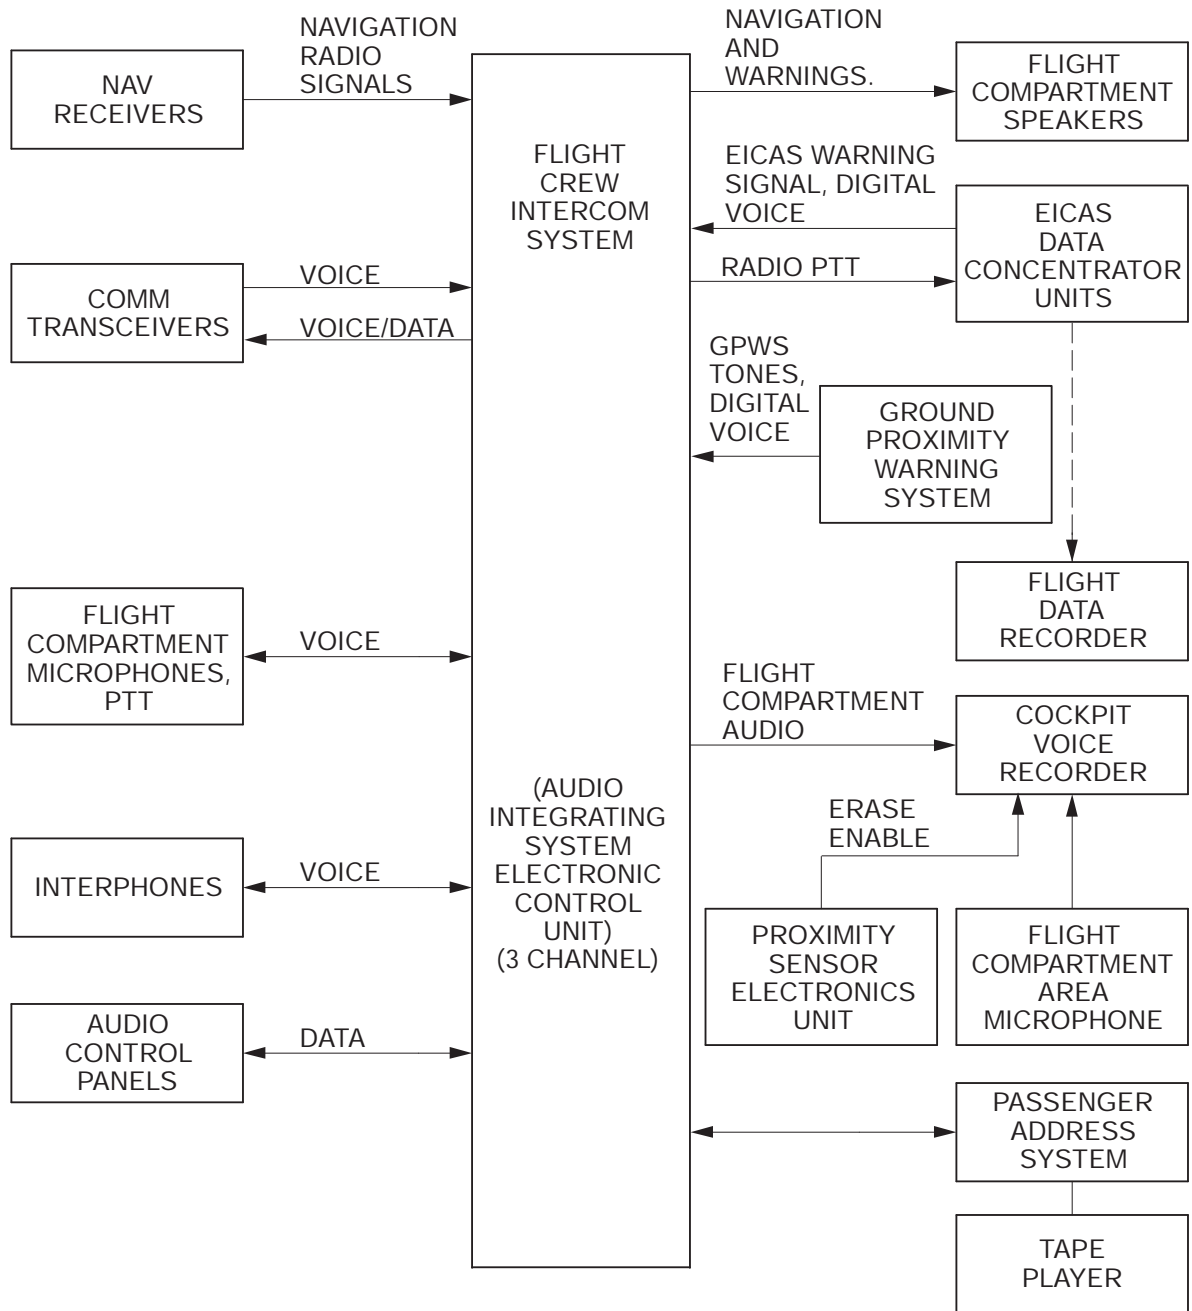 NAVIGATION
RADIO
SIGNALS
NAV
RECEIVERS
NAVIGATION
AND
WARNINGS.
FLIGHT
COMPARTMENT
SPEAKERS
FLIGHT
CREW
INTERCOM
SYSTEM
EICAS WARNING
SIGNAL, DIGITAL
VOICE
RADIO PTT
EICAS
DATA
CONCENTRATOR
UNITS
COMM
TRANSCEIVERS
VOICE
VOICE/DATA
GPWS
TONES,
DIGITAL
VOICE
GROUND
PROXIMITY
WARNING
SYSTEM
FLIGHT
DATA
RECORDER
FLIGHT
COMPARTMENT
MICROPHONES,
PTT
VOICE
FLIGHT
COMPARTMENT
AUDIO
COCKPIT
VOICE
RECORDER
(AUDIO
INTEGRATING
SYSTEM
ELECTRONIC
CONTROL
UNIT)
(3 CHANNEL)
ERASE
ENABLE
INTERPHONES
VOICE
PROXIMITY
SENSOR
ELECTRONICS
UNIT
FLIGHT
COMPARTMENT
AREA
MICROPHONE
AUDIO
CONTROL
PANELS
DATA
PASSENGER
ADDRESS
SYSTEM
TAPE
PLAYER